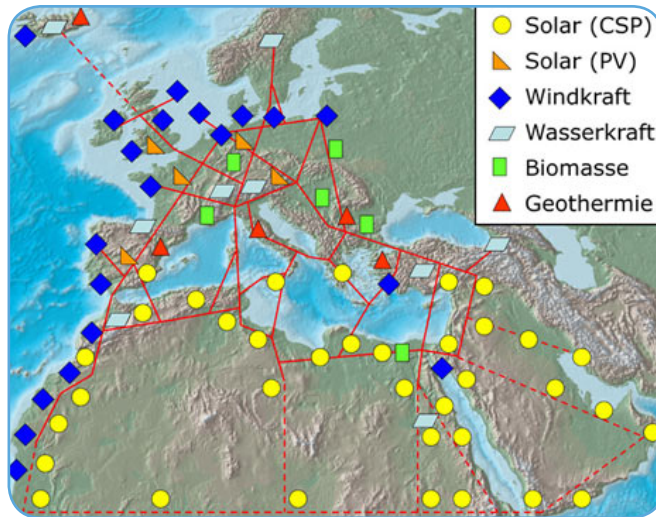 Solar (CSP)
Solar (PV)
Windkraft
Wasserkraft
Biomasse
Geothermie